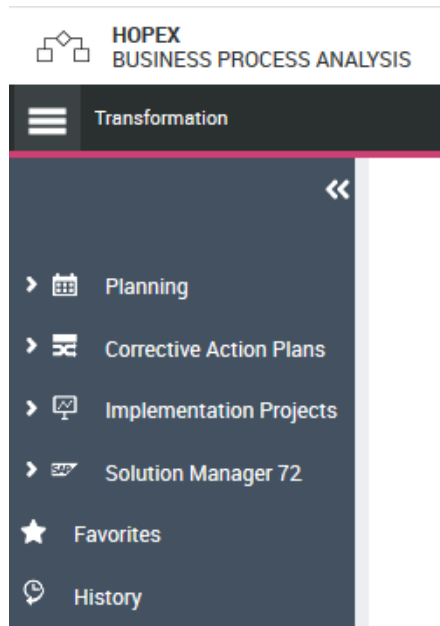 HOPEX
BUSINESS PROCESS ANALYSIS
Transformation
Planning
Corrective Action Plans
Implementation Projects
SAP
Solution Manager 72
Favorites
History